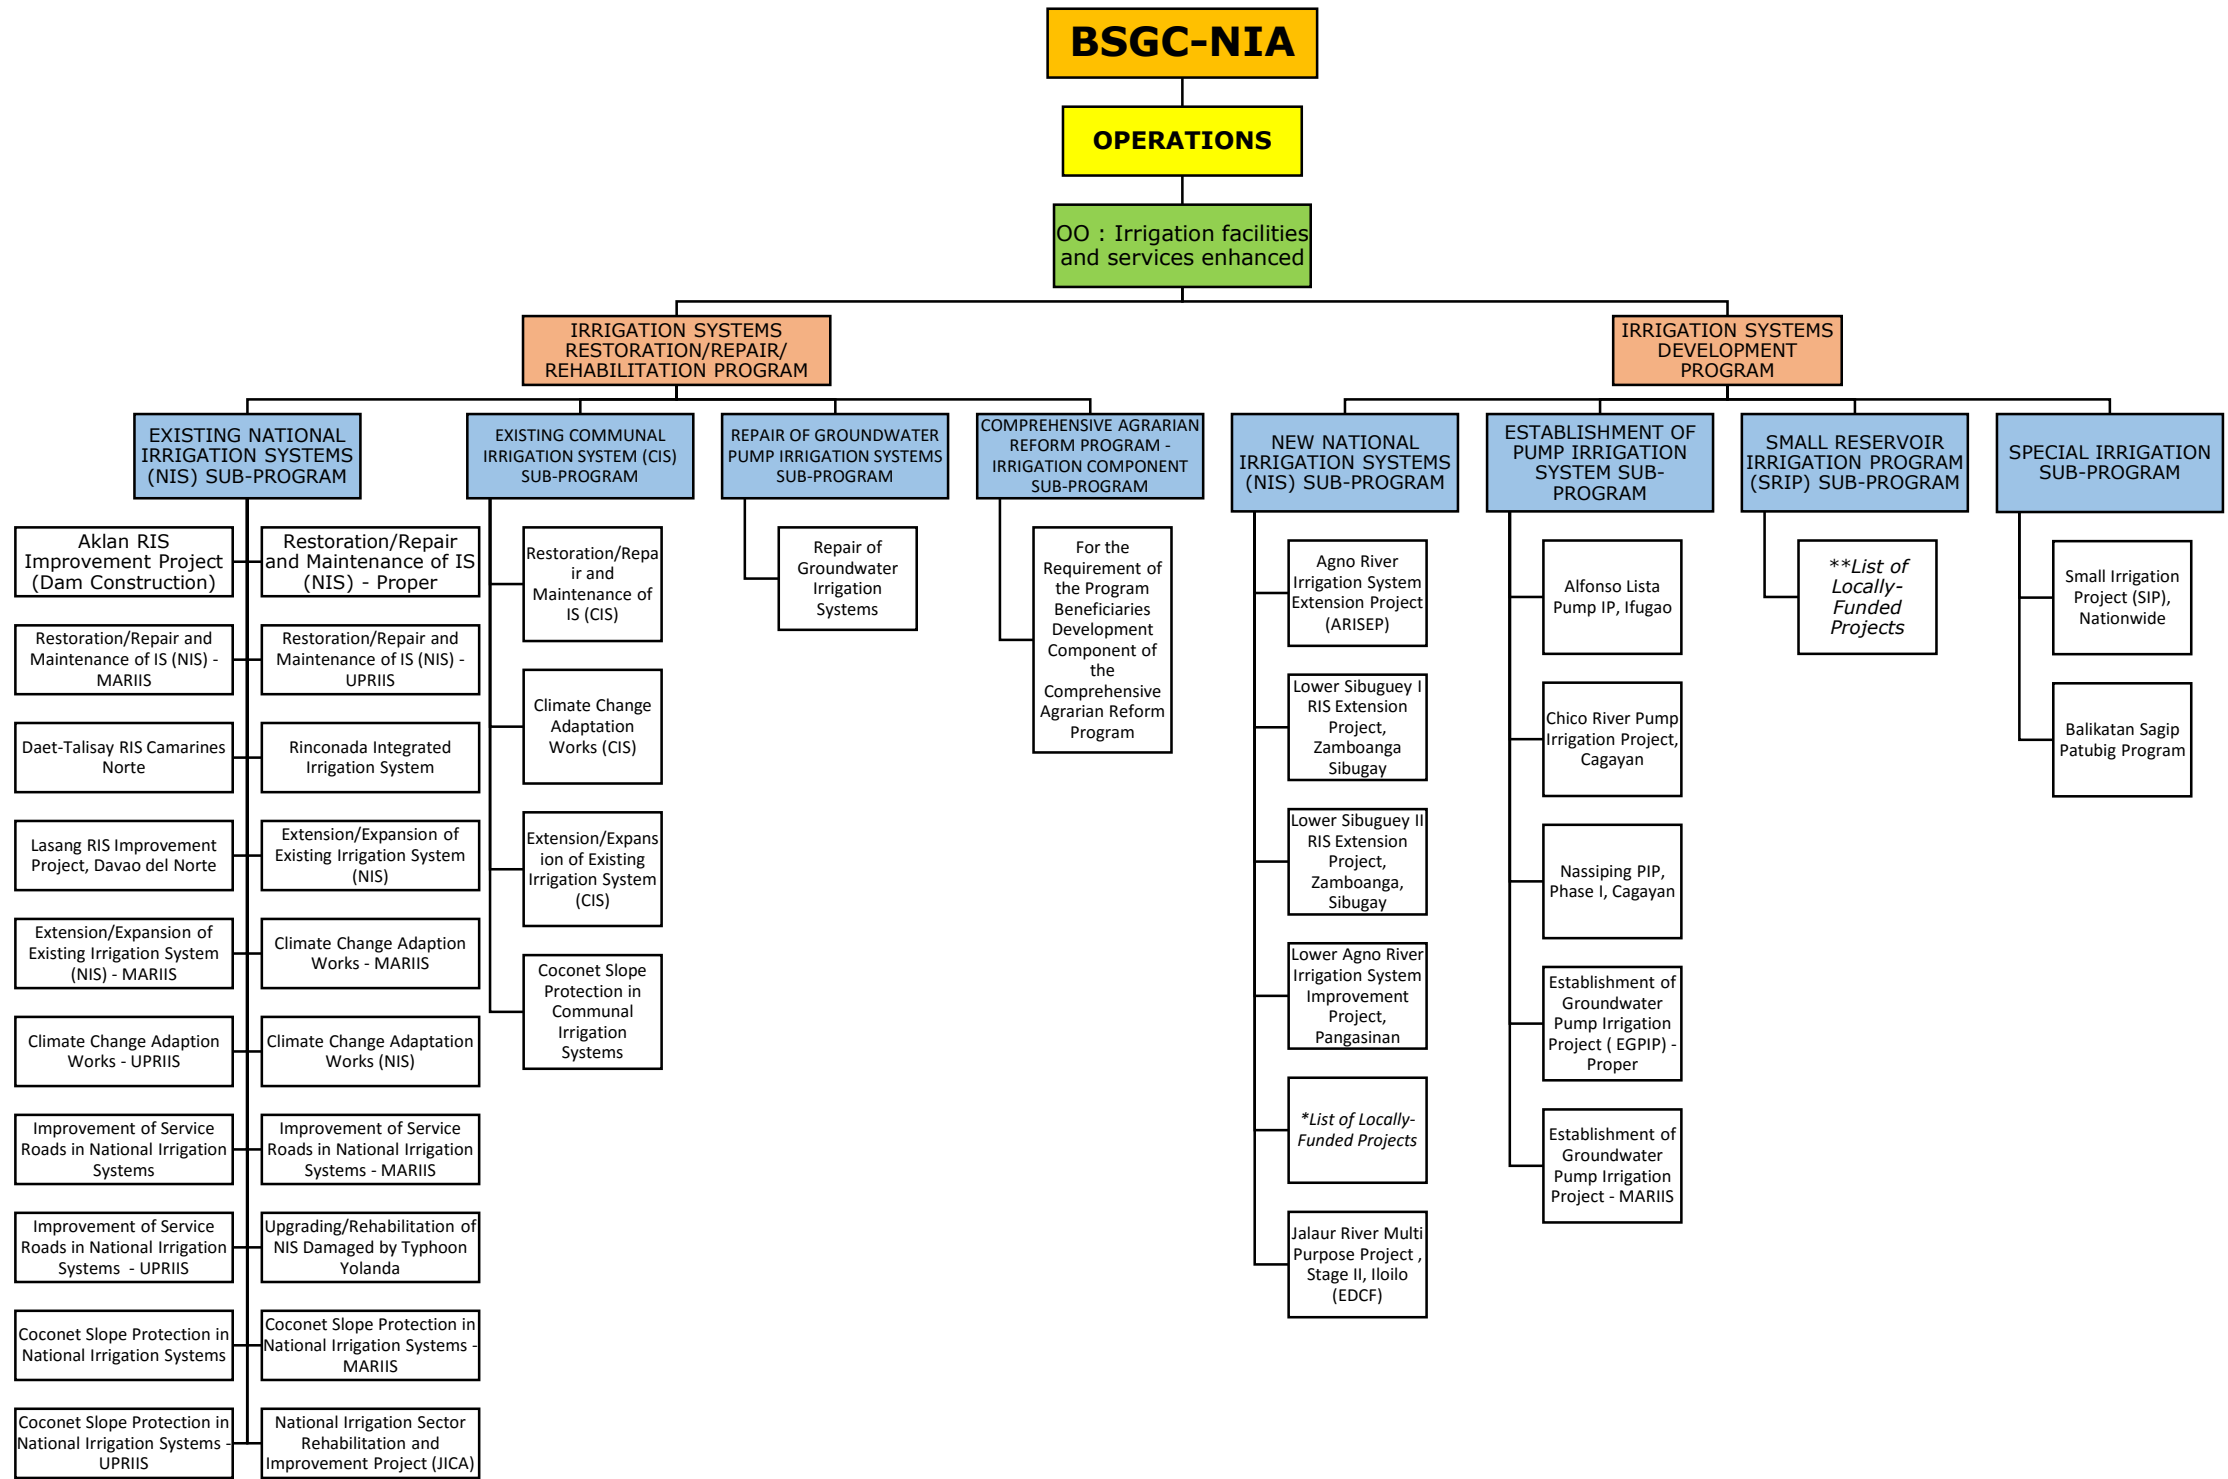 BSGC-NIA
OPERATIONS
OO : Irrigation facilities
and services enhanced
IRRIGATION SYSTEMS
RESTORATION/REPAIR/
REHABILITATION PROGRAM
IRRIGATION SYSTEMS
DEVELOPMENT
PROGRAM
EXISTING NATIONAL
IRRIGATION SYSTEMS
(NIS) SUB-PROGRAM
EXISTING COMMUNAL
IRRIGATION SYSTEM (CIS)
SUB-PROGRAM
REPAIR OF GROUNDWATER
PUMP IRRIGATION SYSTEMS
SUB-PROGRAM
COMPREHENSIVE AGRARIAN
REFORM PROGRAM -
IRRIGATION COMPONENT
SUB-PROGRAM
NEW NATIONAL
IRRIGATION SYSTEMS
(NIS) SUB-PROGRAM
ESTABLISHMENT OF
PUMP IRRIGATION
SYSTEM SUB-
PROGRAM
SMALL RESERVOIR
IRRIGATION PROGRAM
(SRIP) SUB-PROGRAM
SPECIAL IRRIGATION
SUB-PROGRAM
Aklan RIS
Improvement Project
(Dam Construction)
Restoration/Repair
and Maintenance of IS
(NIS) - Proper
Restoration/Repair and
Maintenance of IS (NIS) -
MARIIS
Restoration/Repair and
Maintenance of IS (NIS) -
UPRIIS
Daet-Talisay RIS Camarines
Norte
Rinconada Integrated
Irrigation System
Lasang RIS Improvement
Project, Davao del Norte
Extension/Expansion of
Existing Irrigation System
(NIS)
Extension/Expansion of
Existing Irrigation System
(NIS) - MARIIS
Climate Change Adaption
Works - MARIIS
Climate Change Adaption
Works - UPRIIS
Climate Change Adaptation
Works (NIS)
Improvement of Service
Roads in National Irrigation
Systems
Improvement of Service
Roads in National Irrigation
Systems - MARIIS
Improvement of Service
Roads in National Irrigation
Systems  - UPRIIS
Upgrading/Rehabilitation of
NIS Damaged by Typhoon
Yolanda
Coconet Slope Protection in
National Irrigation Systems
Coconet Slope Protection in
National Irrigation Systems -
MARIIS
Coconet Slope Protection in
National Irrigation Systems -
UPRIIS
National Irrigation Sector
Rehabilitation and
Improvement Project (JICA)
Restoration/Repa
ir and
Maintenance of
IS (CIS)
Climate Change
Adaptation
Works (CIS)
Extension/Expans
ion of Existing
Irrigation System
(CIS)
Coconet Slope
Protection in
Communal
Irrigation
Systems
Repair of
Groundwater
Irrigation
Systems
For the
Requirement of
the Program
Beneficiaries
Development
Component of
the
Comprehensive
Agrarian Reform
Program
Agno River
Irrigation System
Extension Project
(ARISEP)
Lower Sibuguey I
RIS Extension
Project,
Zamboanga
Sibugay
Lower Sibuguey II
RIS Extension
Project,
Zamboanga,
Sibugay
Lower Agno River
Irrigation System
Improvement
Project,
Pangasinan
*List of Locally-
Funded Projects
Jalaur River Multi
Purpose Project ,
Stage II, Iloilo
(EDCF)
Alfonso Lista
Pump IP, Ifugao
Chico River Pump
Irrigation Project,
Cagayan
Nassiping PIP,
Phase I, Cagayan
Establishment of
Groundwater
Pump Irrigation
Project ( EGPIP) -
Proper
Establishment of
Groundwater
Pump Irrigation
Project - MARIIS
**List of
Locally-
Funded
Projects
Small Irrigation
Project (SIP),
Nationwide
Balikatan Sagip
Patubig Program